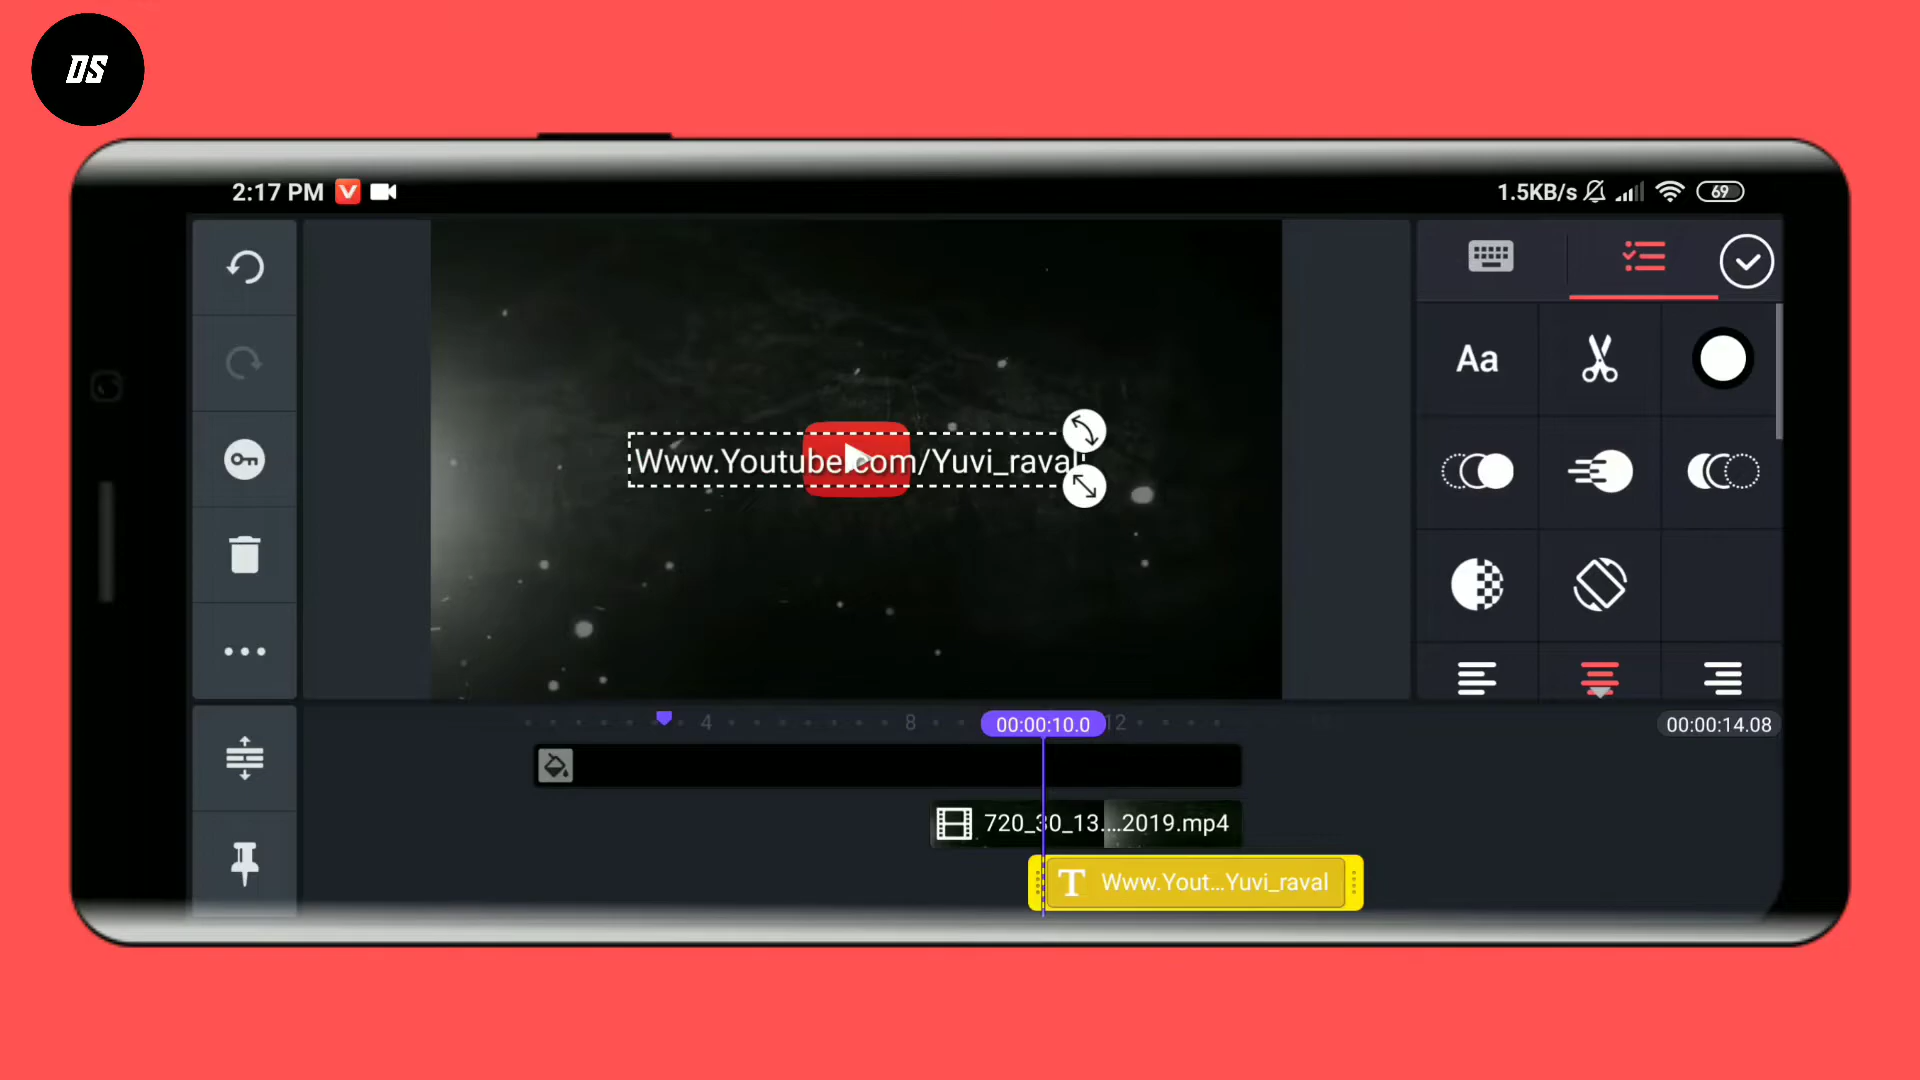 DS
2:17 PM
1.5KB/s
69
Aa
Www.Youtube.com/Yuvi_raval
4
8
00:00:10.0
12
00:00:14.08
720_30_13....2019.mp4
T Www.Yout...Yuvi_raval